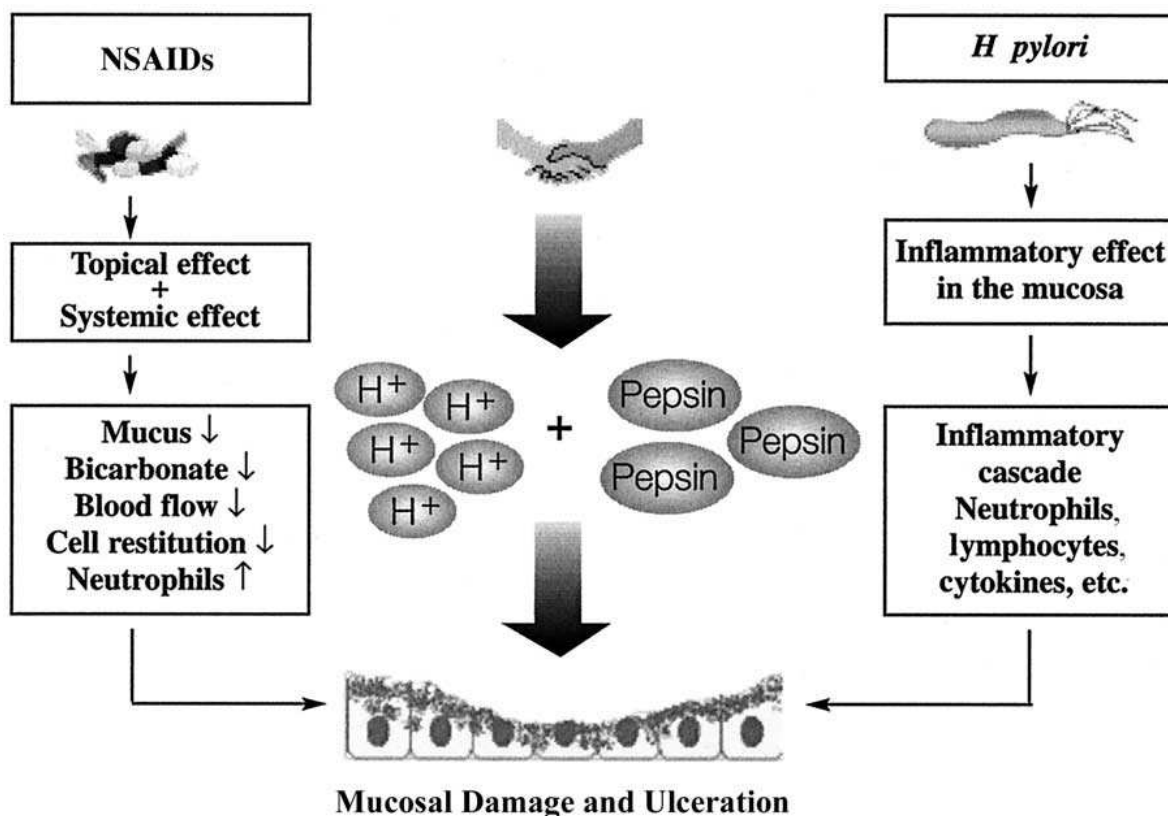 NSAIDs
Topical effect
+
Systemic effect
Mucus ↓
Bicarbonate ↓
Blood flow ↓
Cell restitution ↓
Neutrophils ↑
H+
H+
H+
H+
H+
+
Pepsin
Pepsin
Pepsin
H pylori
Inflammatory effect
in the mucosa
Inflammatory
cascade
Neutrophils,
lymphocytes,
cytokines, etc.
Mucosal Damage and Ulceration